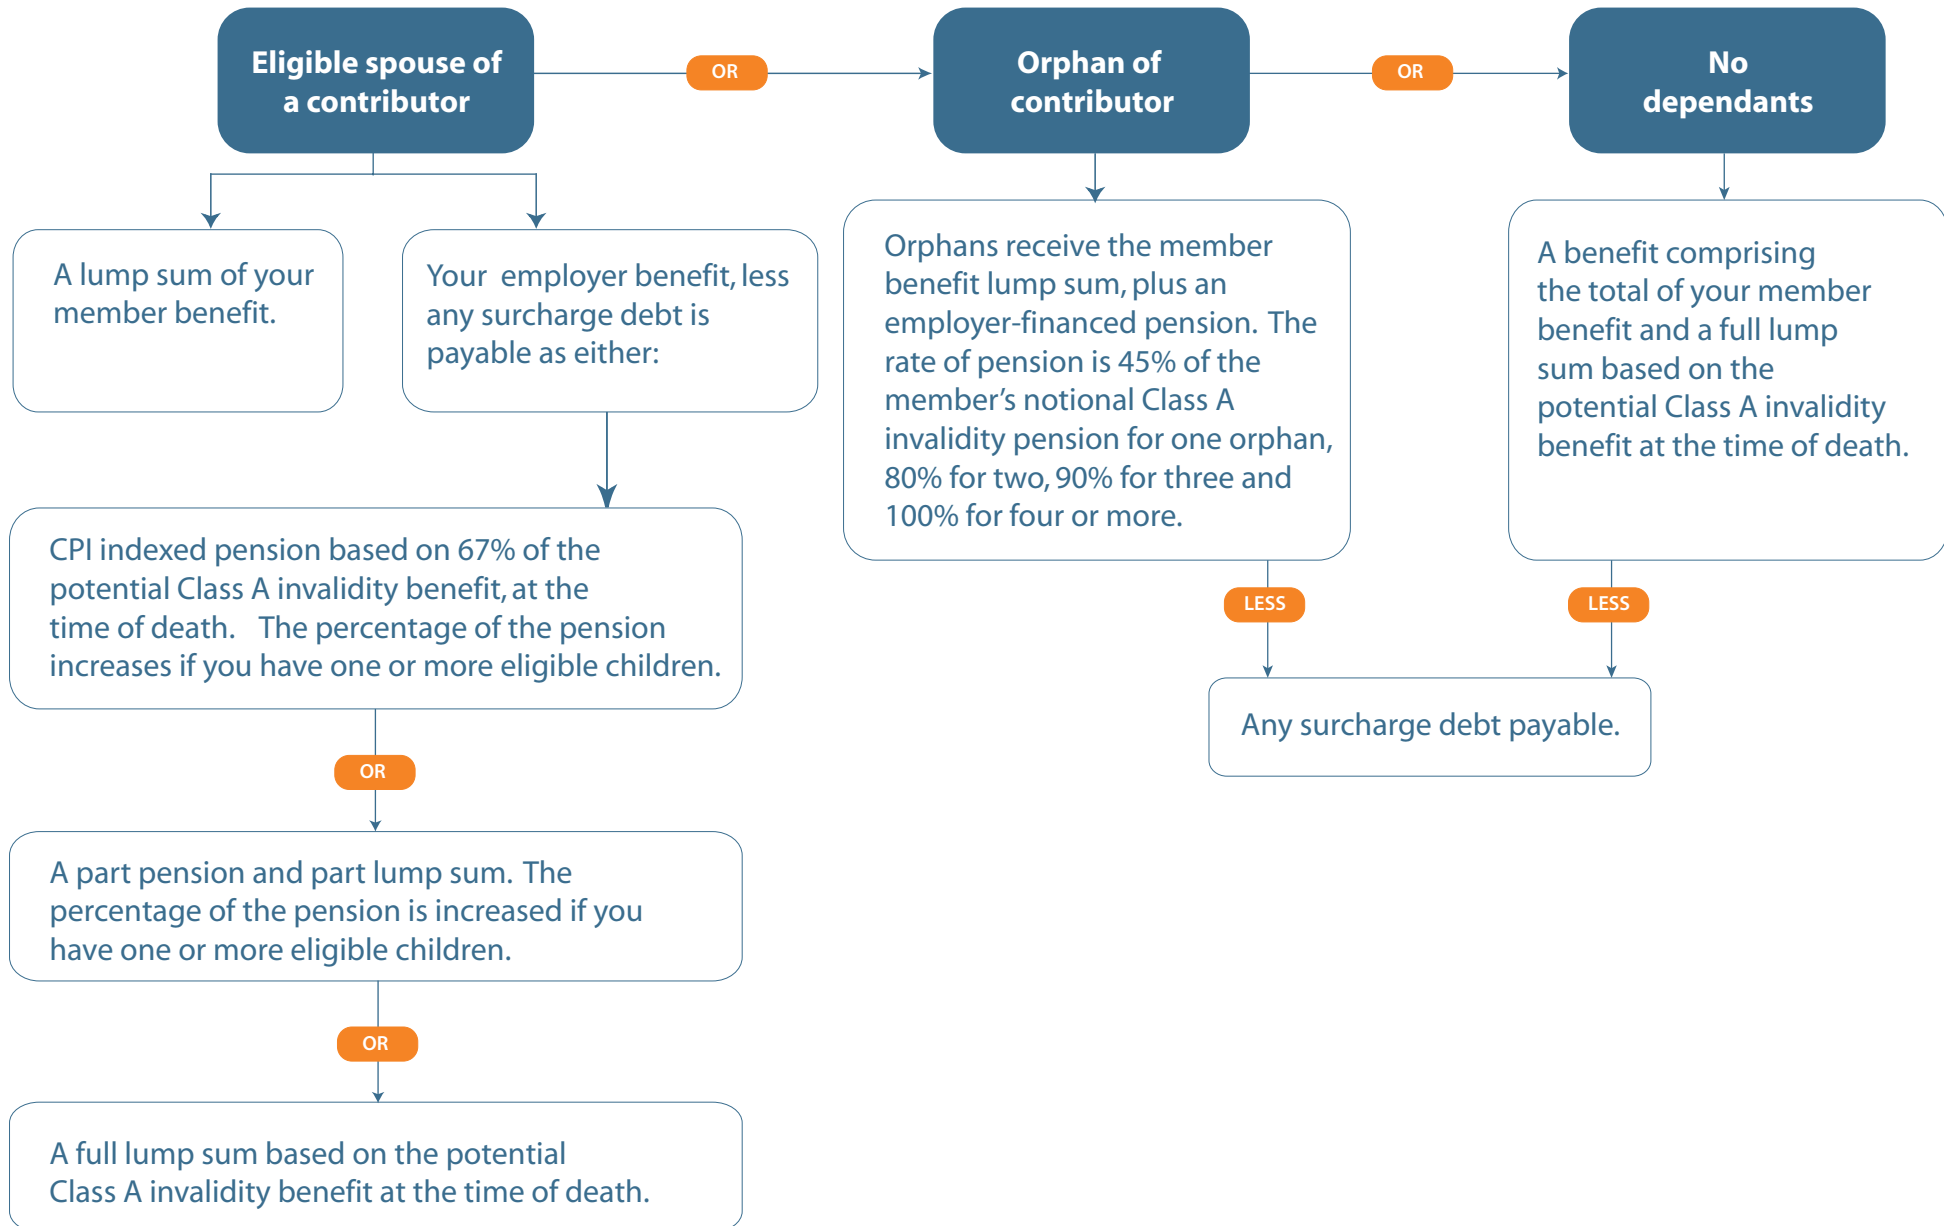 Eligible spouse of
a contributor
OR
Orphan of
contributor
OR
No
dependants
A lump sum of your
member benefit.
Your employer benefit, less
any surcharge debt is
payable as either:
CPI indexed pension based on 67% of the
potential Class A invalidity benefit, at the
time of death. The percentage of the pension
increases if you have one or more eligible children.
OR
A part pension and part lump sum. The
percentage of the pension is increased if you
have one or more eligible children.
OR
A full lump sum based on the potential
Class A invalidity benefit at the time of death.
Orphans receive the member
benefit lump sum, plus an
employer-financed pension. The
rate of pension is 45% of the
member’s notional Class A
invalidity pension for one orphan,
80% for two, 90% for three and
100% for four or more.
LESS
A benefit comprising
the total of your member
benefit and a full lump
sum based on the
potential Class A invalidity
benefit at the time of death.
LESS
Any surcharge debt payable.